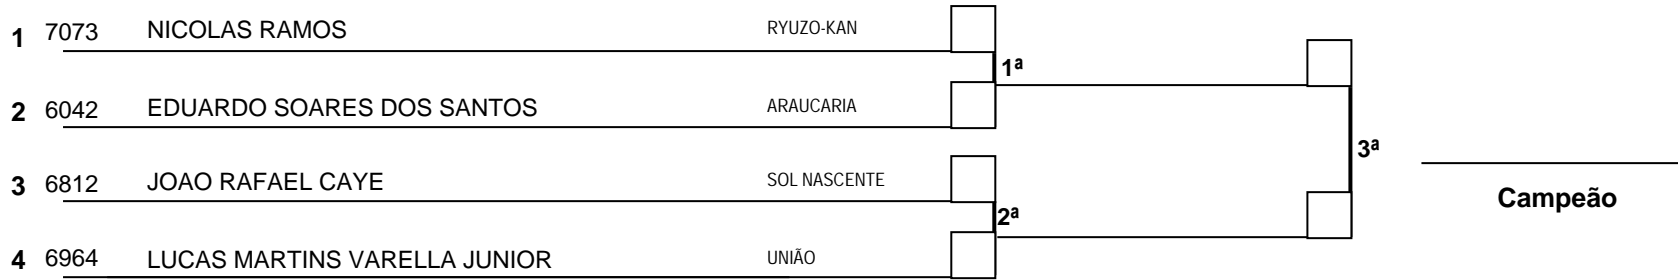 1 7073 NICOLAS RAMOS RYUZO-KAN
1ª
2 6042 EDUARDO SOARES DOS SANTOS ARAUCARIA
3ª
3 6812 JOAO RAFAEL CAYE SOL NASCENTE
Campeão
2ª
4 6964 LUCAS MARTINS VARELLA JUNIOR UNIÃO